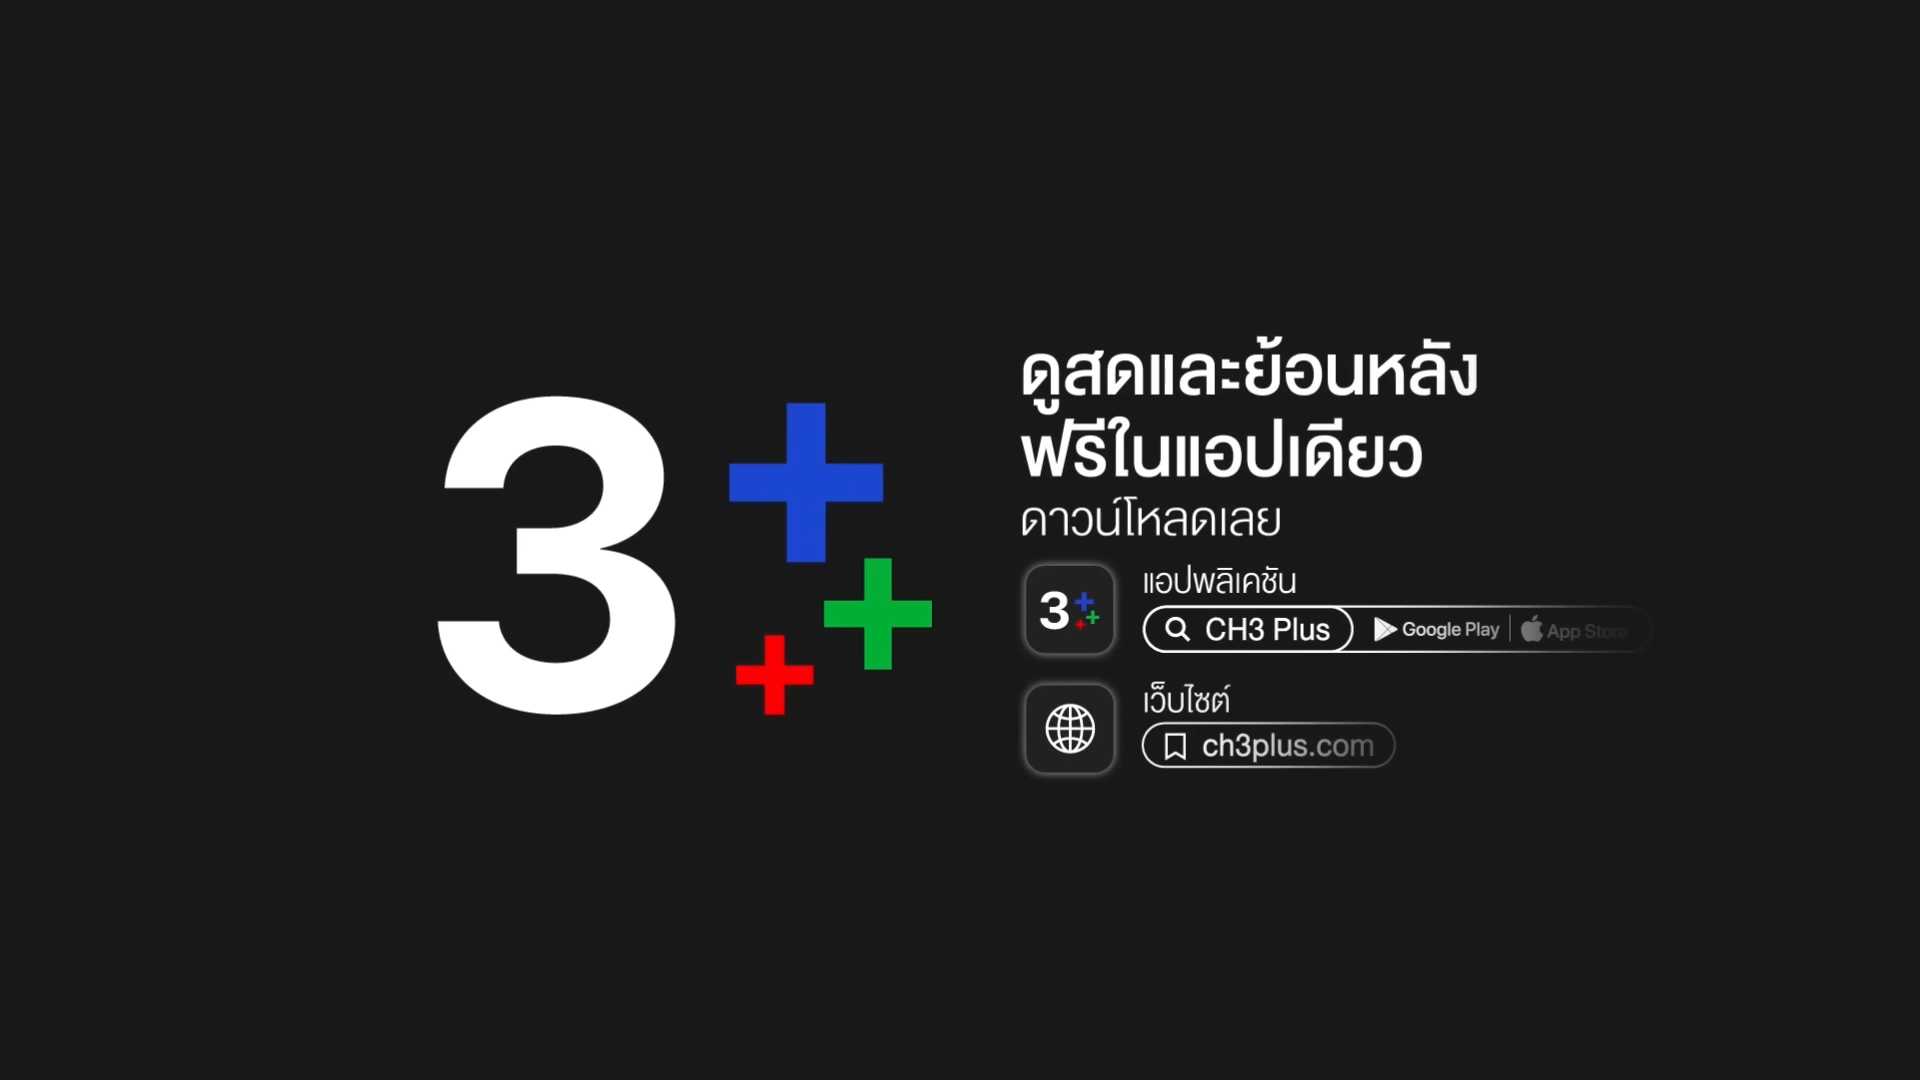 3+++
ดูสดและย้อนหลัง
ฟรีในแอปเดียว
ดาวน์โหลดเลย
3+++
แอปพลิเคชัน
CH3 Plus Google Play App Store
เว็บไซต์
ch3plus.com